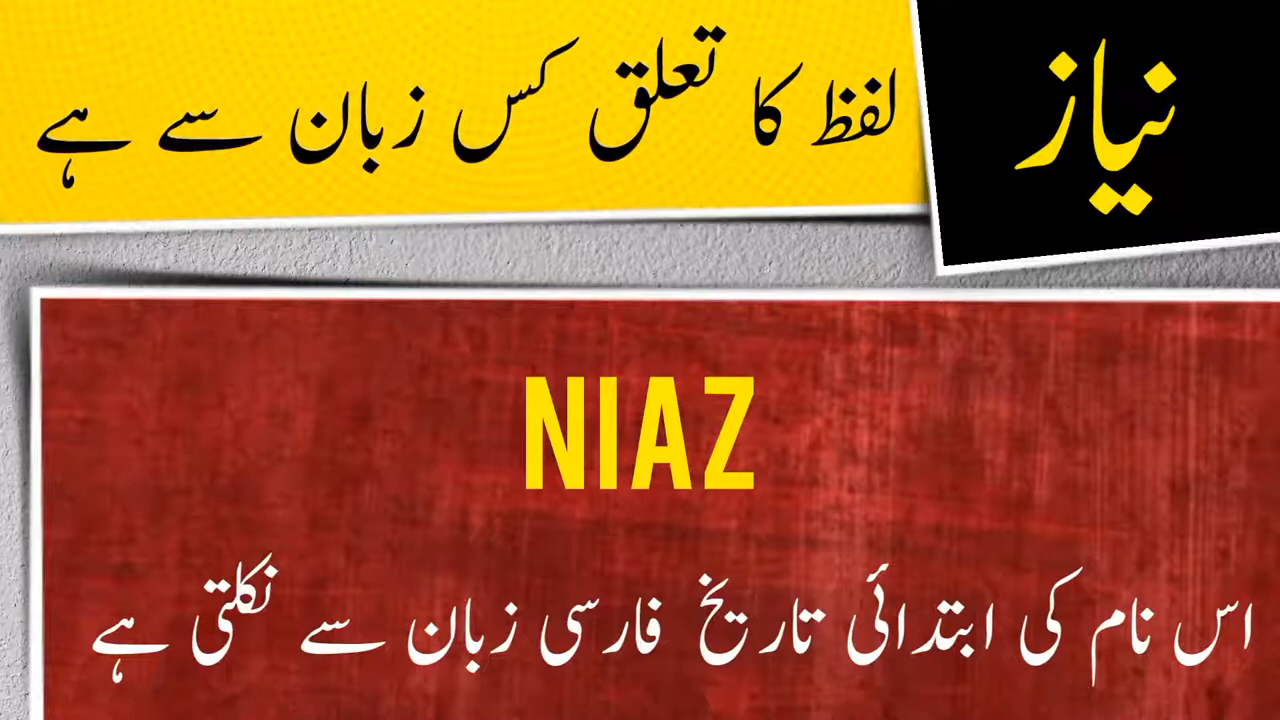 نیاز
لفظ کا تعلق کس زبان سے ہے
NIAZ
اس نام کی ابتدائی تاریخ فارسی زبان سے نکلتی ہے